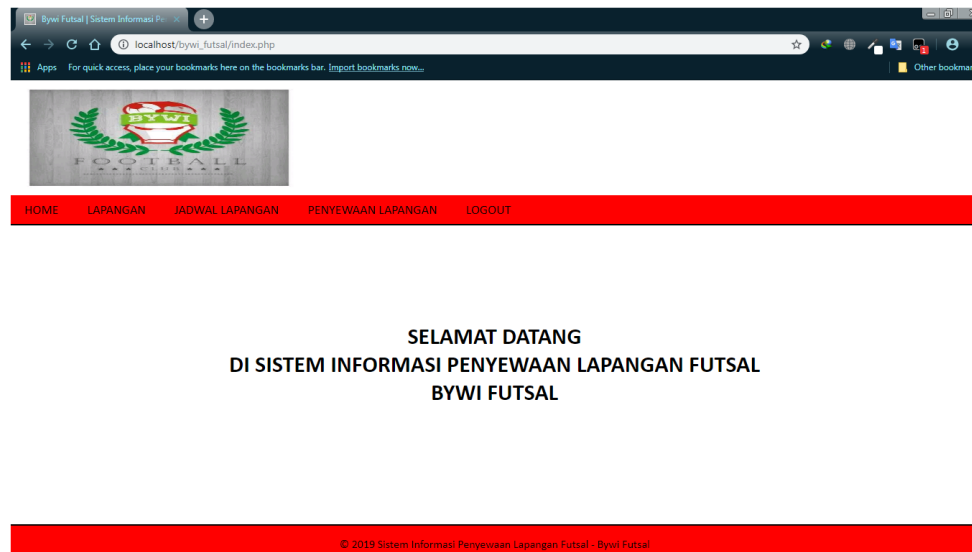 Bywi Futsal | Sistem Informasi Pe
localhost/bywi_futsal/index.php
Apps For quick access, place your bookmarks here on the bookmarks bar. Import bookmarks now...
Other bookmar
BYWI
FOOTBALL
CLUB
HOME LAPANGAN JADWAL LAPANGAN PENYEWAAN LAPANGAN LOGOUT
SELAMAT DATANG
DI SISTEM INFORMASI PENYEWAAN LAPANGAN FUTSAL
BYWI FUTSAL
© 2019 Sistem Informasi Penyewaan Lapangan Futsal - Bywi Futsal